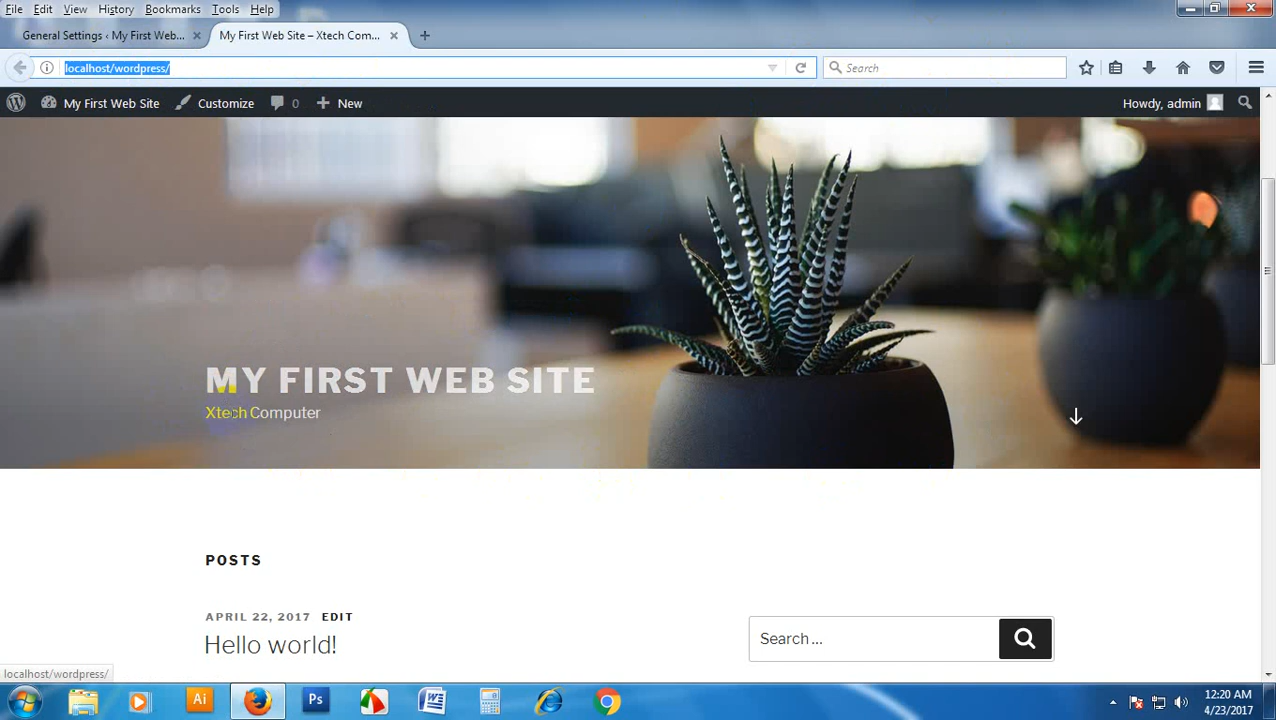 File Edit View History Bookmarks Tools Help
General Settings ‹ My First Web...
My First Web Site – Xtech Com...
localhost/wordpress/
Search
My First Web Site
Customize
0
New
Howdy, admin
MY FIRST WEB SITE
Xtech Computer
POSTS
APRIL 22, 2017 EDIT
Hello world!
Search ...
localhost/wordpress/
Ai
Ps
W
12:20 AM
4/23/2017